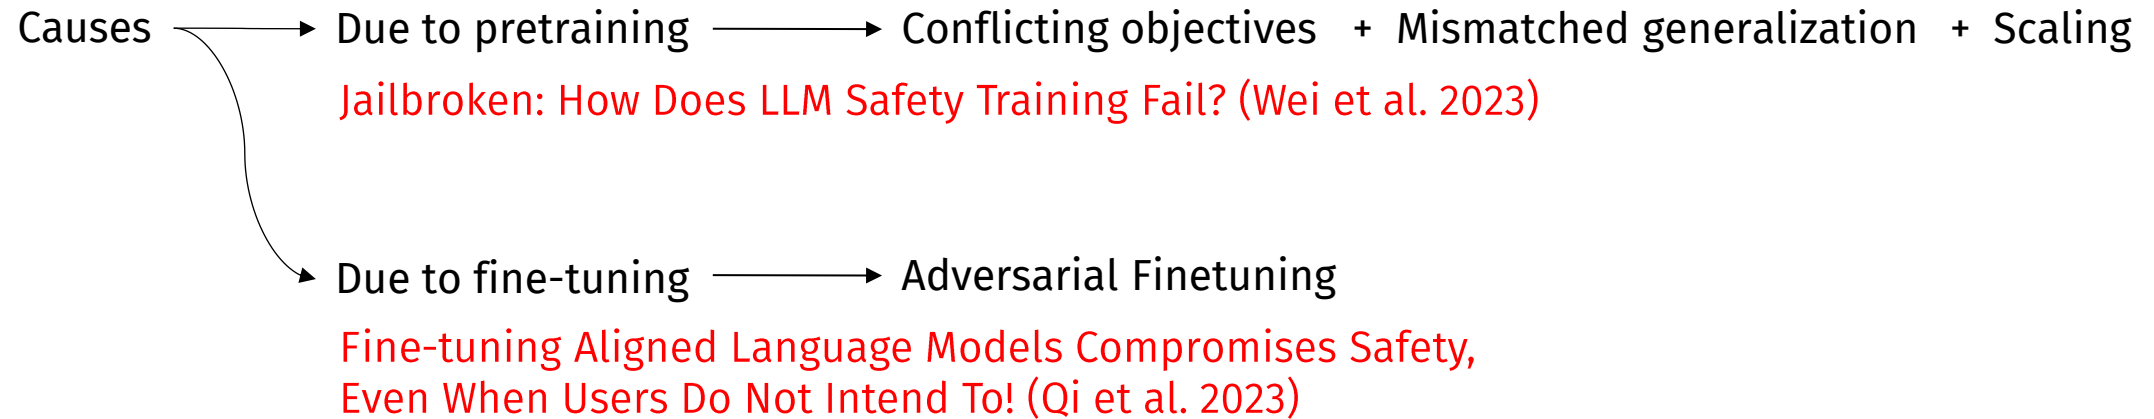 Causes Due to pretraining Conflicting objectives + Mismatched generalization + Scaling
Jailbroken: How Does LLM Safety Training Fail? (Wei et al. 2023)
Due to fine-tuning Adversarial Finetuning
Fine-tuning Aligned Language Models Compromises Safety,
Even When Users Do Not Intend To! (Qi et al. 2023)